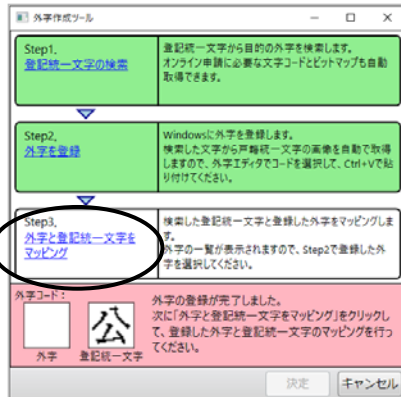 外字作成ツール
Step1.
登記統一文字の検索
登記統一文字から目的の外字を検索します。
オンライン申請に必要な文字コードとビットマップも自動
取得できます。
Step2.
外字を登録
Windowsに外字を登録します。
検索した文字から戸籍統一文字の画像を自動で取得
しますので、外字エディタでコードを選択して、Ctrl+Vで貼
り付けてください。
Step3.
外字と登記統一文字を
マッピング
検索した登記統一文字と登録した外字をマッピングしま
す。
外字の一覧が表示されますので、Step2で登録した外
字を選択してください。
外字コード：
公
外字
登記統一文字
外字の登録が完了しました。
次に「外字と登記統一文字をマッピング」をクリックし
て、登録した外字と登記統一文字のマッピングを行っ
てください。
決定
キャンセル